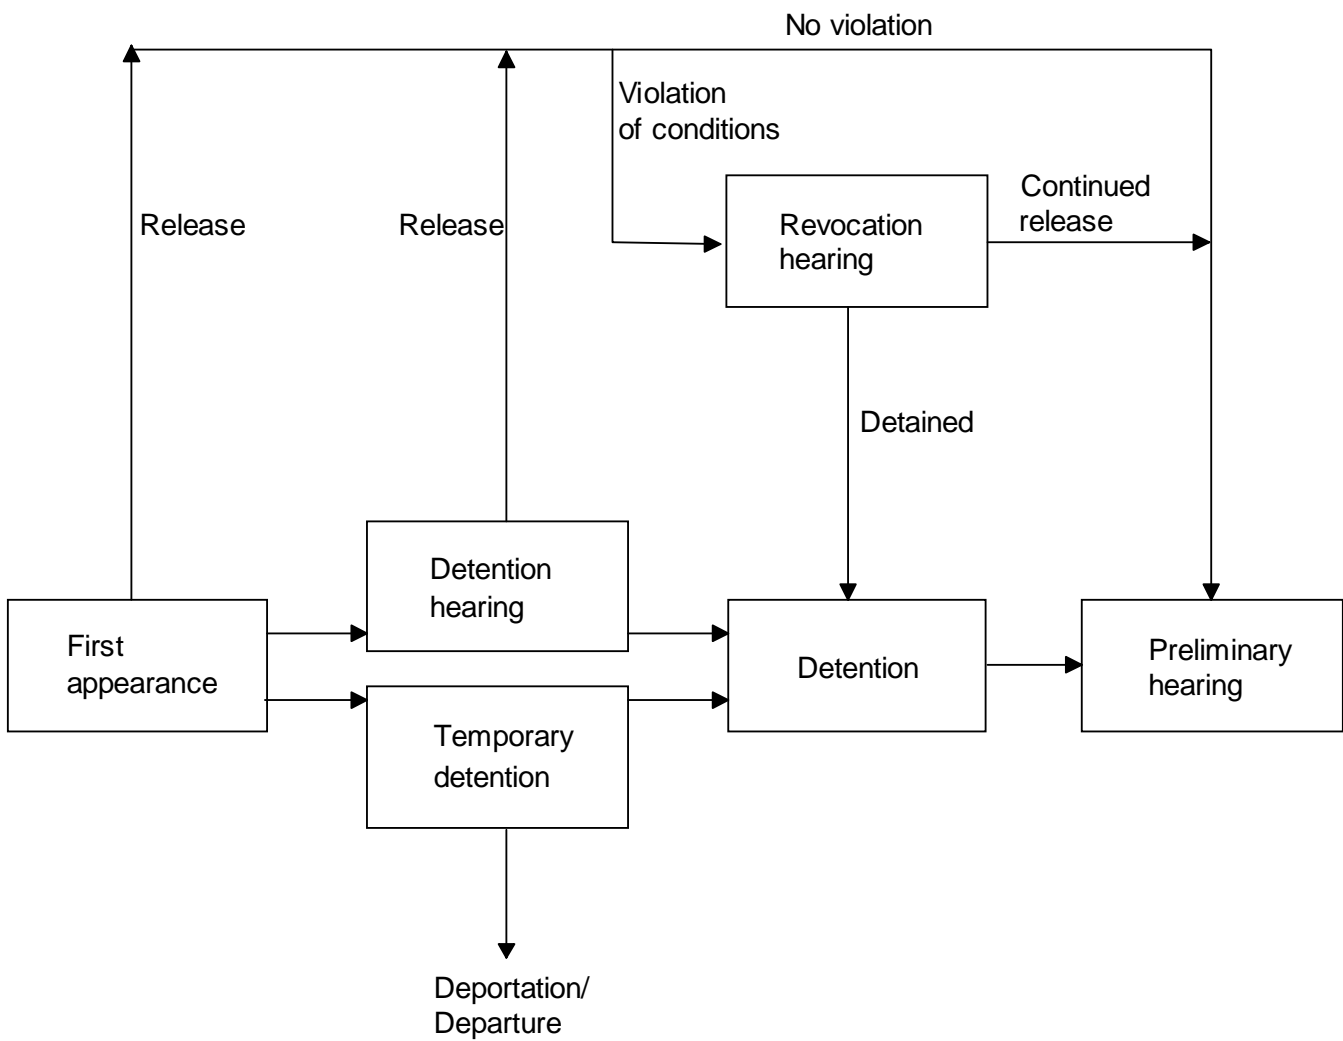 No violation
Violation
of conditions
Release
Release
Revocation
hearing
Continued
release
Detained
Detention
hearing
First
appearance
Temporary
detention
Detention
Preliminary
hearing
Deportation/
Departure